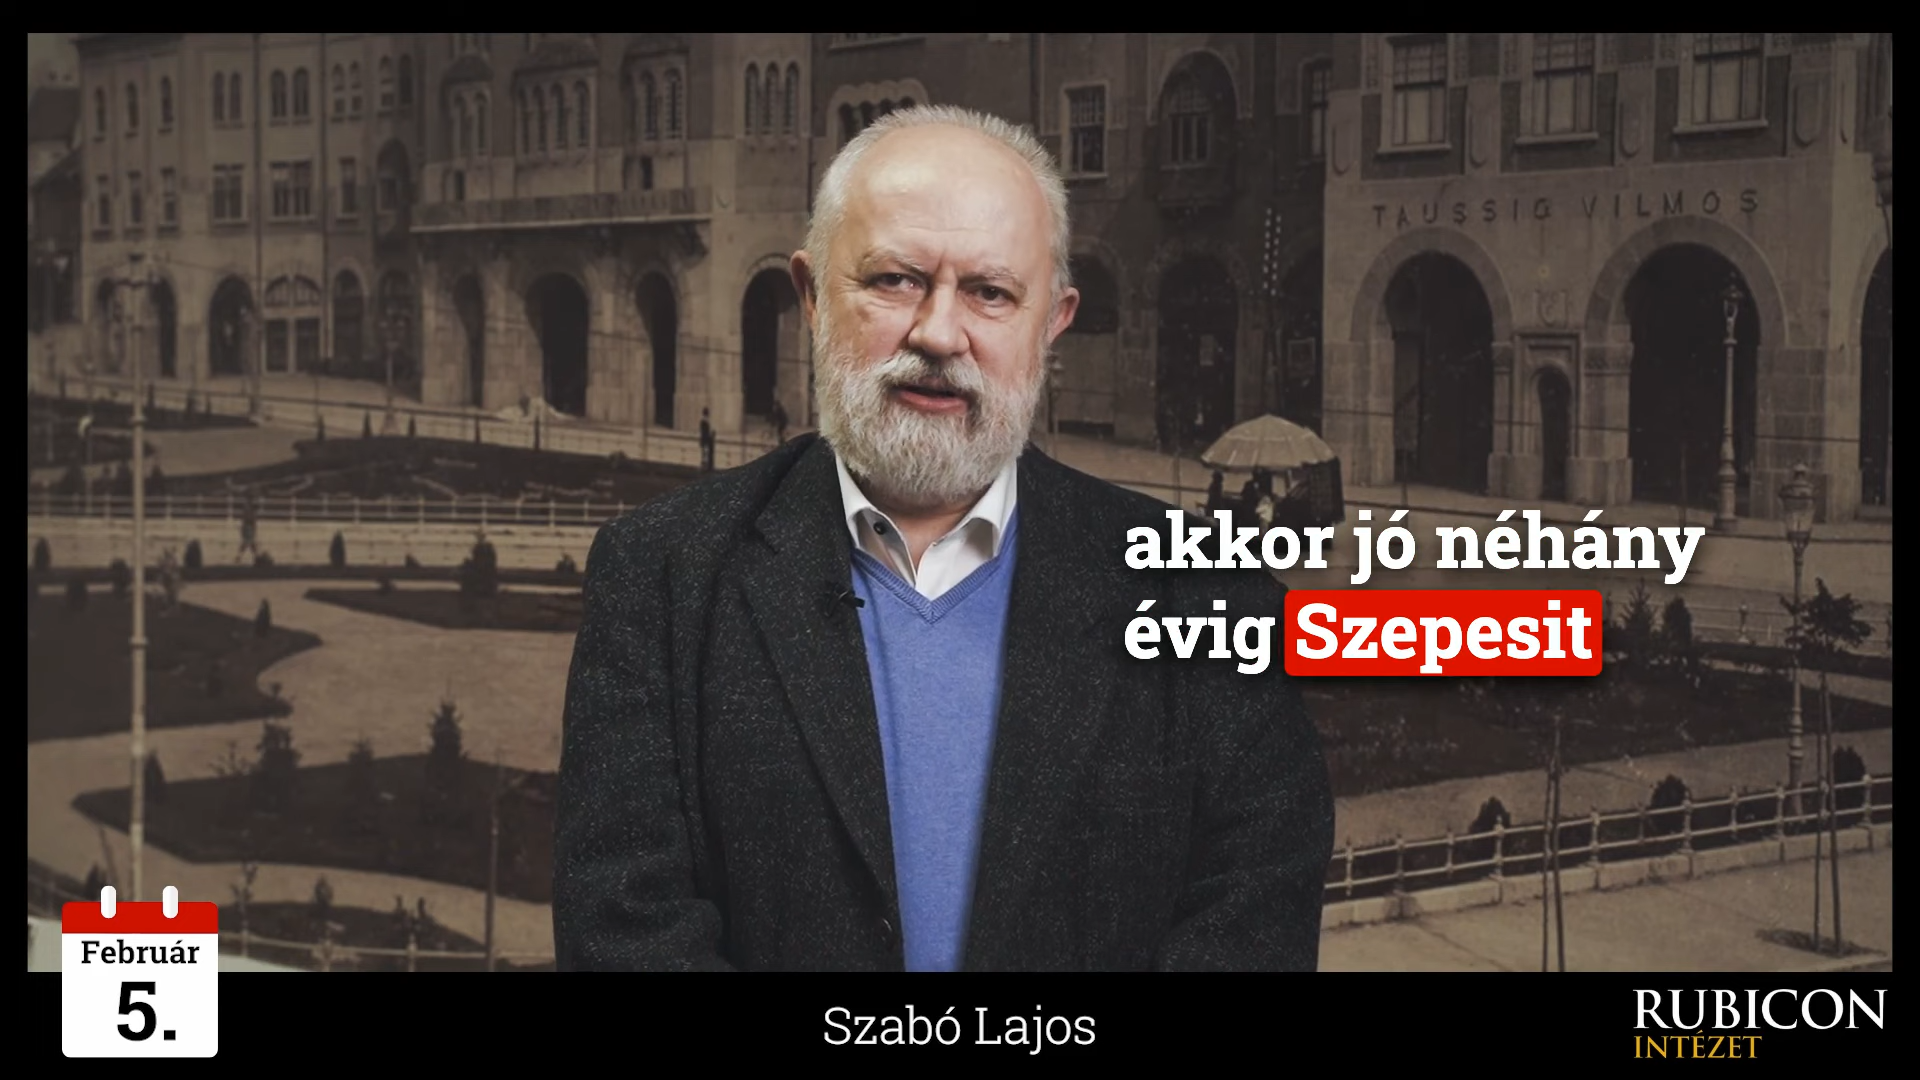 TAUSSIG VILMOS
akkor jó néhány
évig Szepesit
Február
5.
Szabó Lajos
RUBICON
INTÉZET